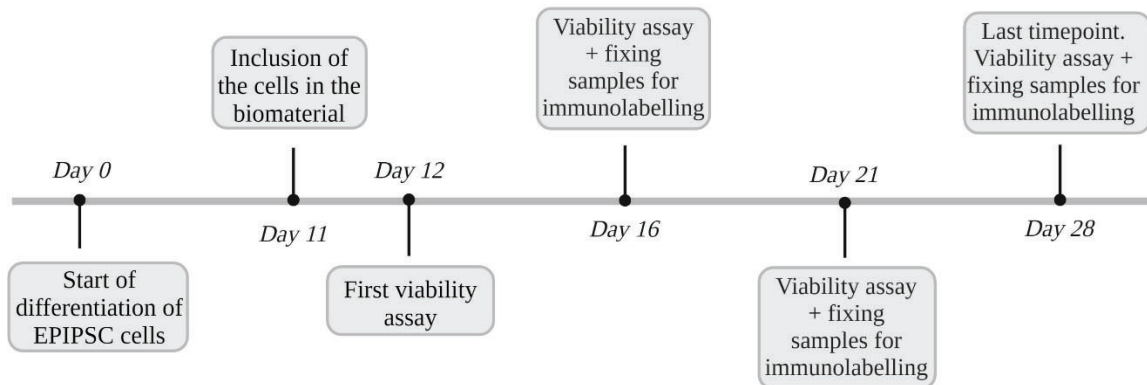 Day 0
Start of
differentiation of
EPIPSC cells
Inclusion of
the cells in the
biomaterial
Day 11
Day 12
First viability
assay
Viability assay
+ fixing
samples for
immunolabelling
Day 16
Day 21
Viability assay
+ fixing
samples for
immunolabelling
Last timepoint.
Viability assay +
fixing samples for
immunolabelling
Day 28